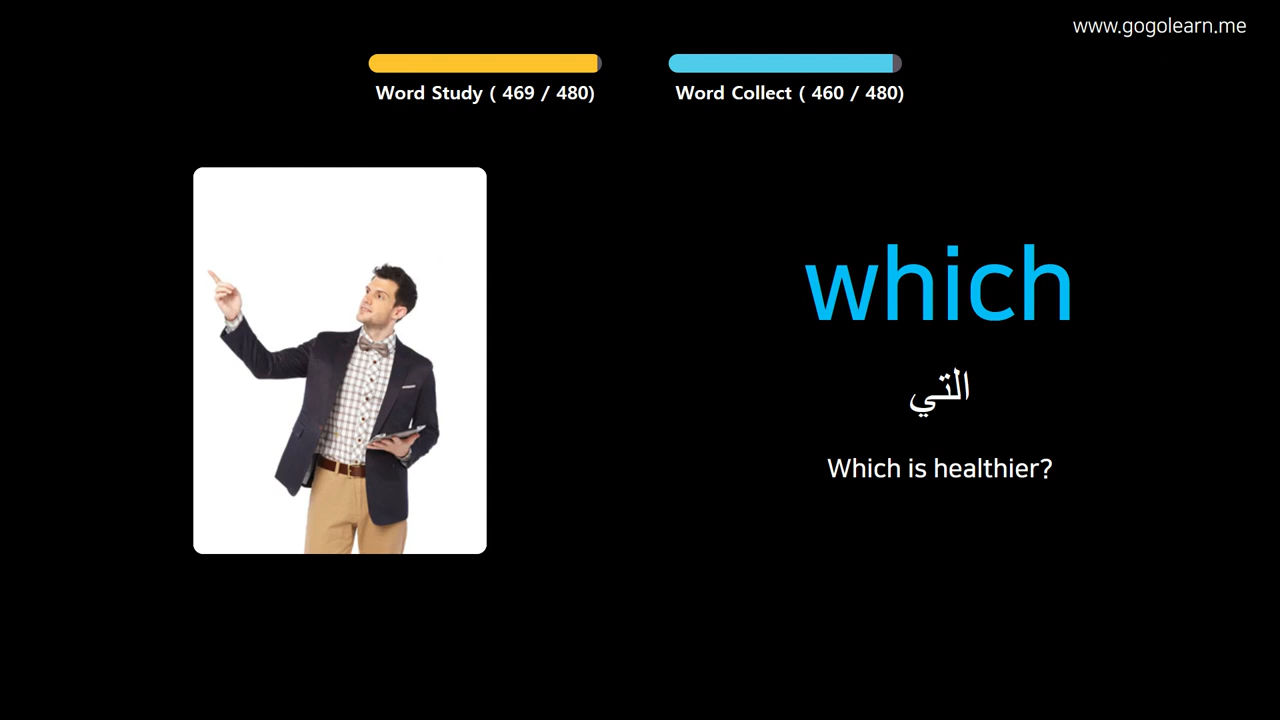 www.gogolearn.me
Word Study ( 469 / 480)
Word Collect ( 460 / 480)
which
التي
Which is healthier?